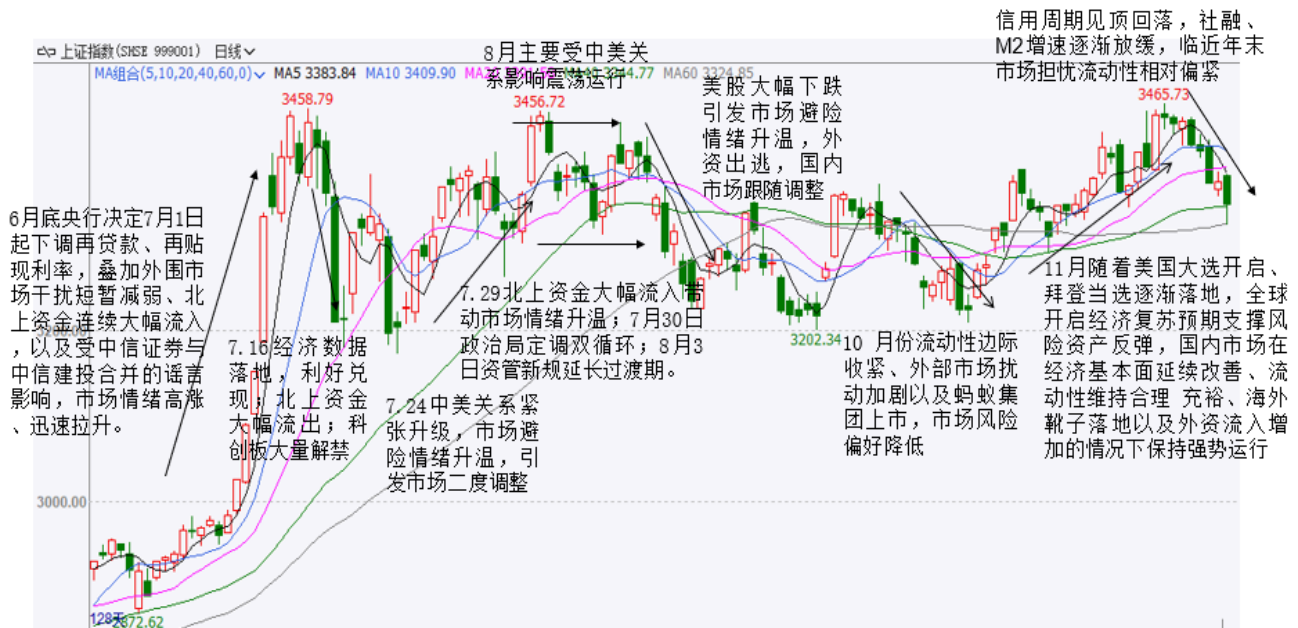 上证指数(SHSE 999001) 日线
MA组合(5,10,20,40,60,0) MA5 3383.84 MA10 3409.90 MA60 3324.85
8月主要受中美关
系影响震荡运行
信用周期见顶回落，社融、
M2增速逐渐放缓，临近年末
市场担忧流动性相对偏紧
3458.79
3456.72
3465.73
美股大幅下跌
引发市场避险
情绪升温，外
资出逃，国内
市场跟随调整
6月底央行决定7月1日
起下调再贷款、再贴
现利率，叠加外围市
场干扰短暂减弱、北
上资金连续大幅流入
，以及受中信证券与
中信建投合并的谣言
影响，市场情绪高涨
、迅速拉升。
7.16经济数据
落地，利好兑
现；北上资金
大幅流出；科
创板大量解禁
7.24中美关系紧
张升级，市场避
险情绪升温，引
发市场二度调整
7.29北上资金大幅流入带
动市场情绪升温；7月30日
政治局定调双循环；8月3
日资管新规延长过渡期。
3202.34
10 月份流动性边际
收紧、外部市场扰
动加剧以及蚂蚁集
团上市，市场风险
偏好降低
11月随着美国大选开启、
拜登当选逐渐落地，全球
开启经济复苏预期支撑风
险资产反弹，国内市场在
经济基本面延续改善、流
动性维持合理 充裕、海外
靴子落地以及外资流入增
加的情况下保持强势运行
3000.00
128天
2872.62